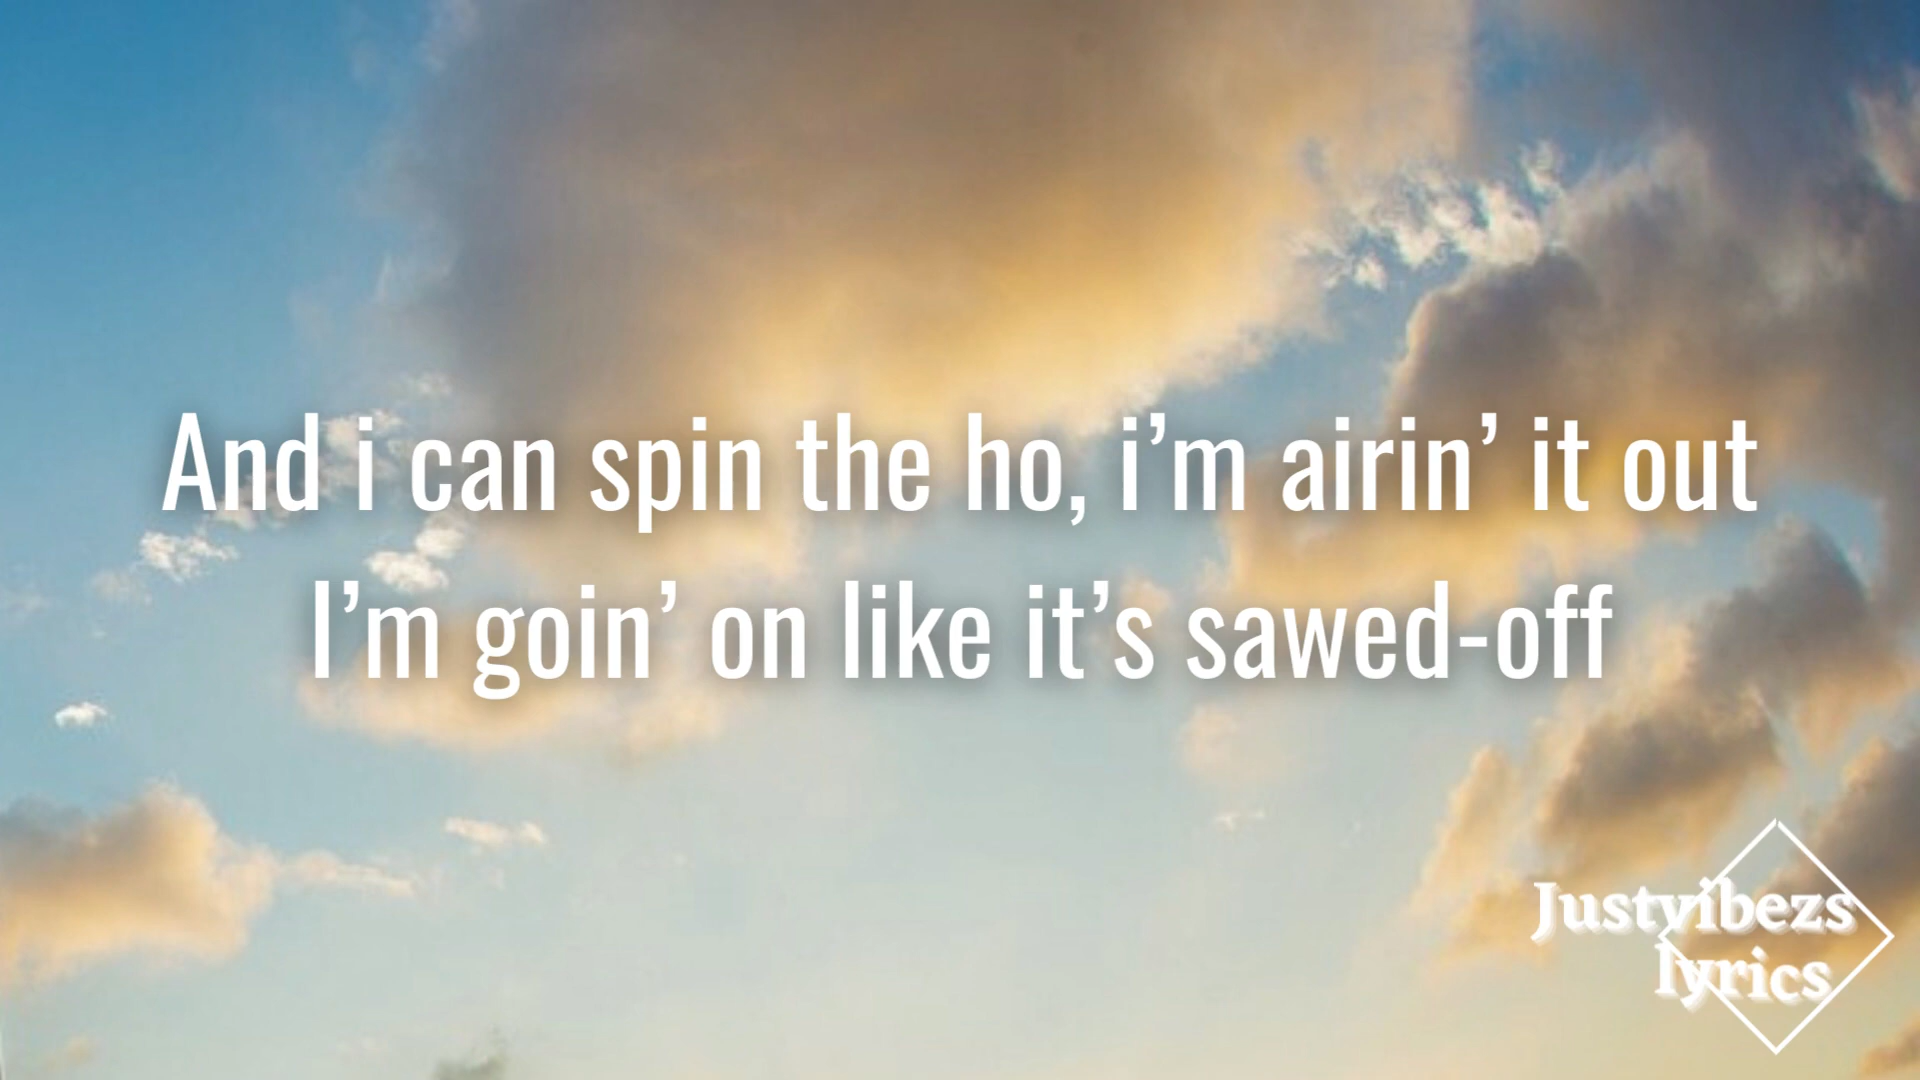 And i can spin the ho, i’m airin’ it out
I’m goin’ on like it’s sawed-off
Justvibezs
lyrics